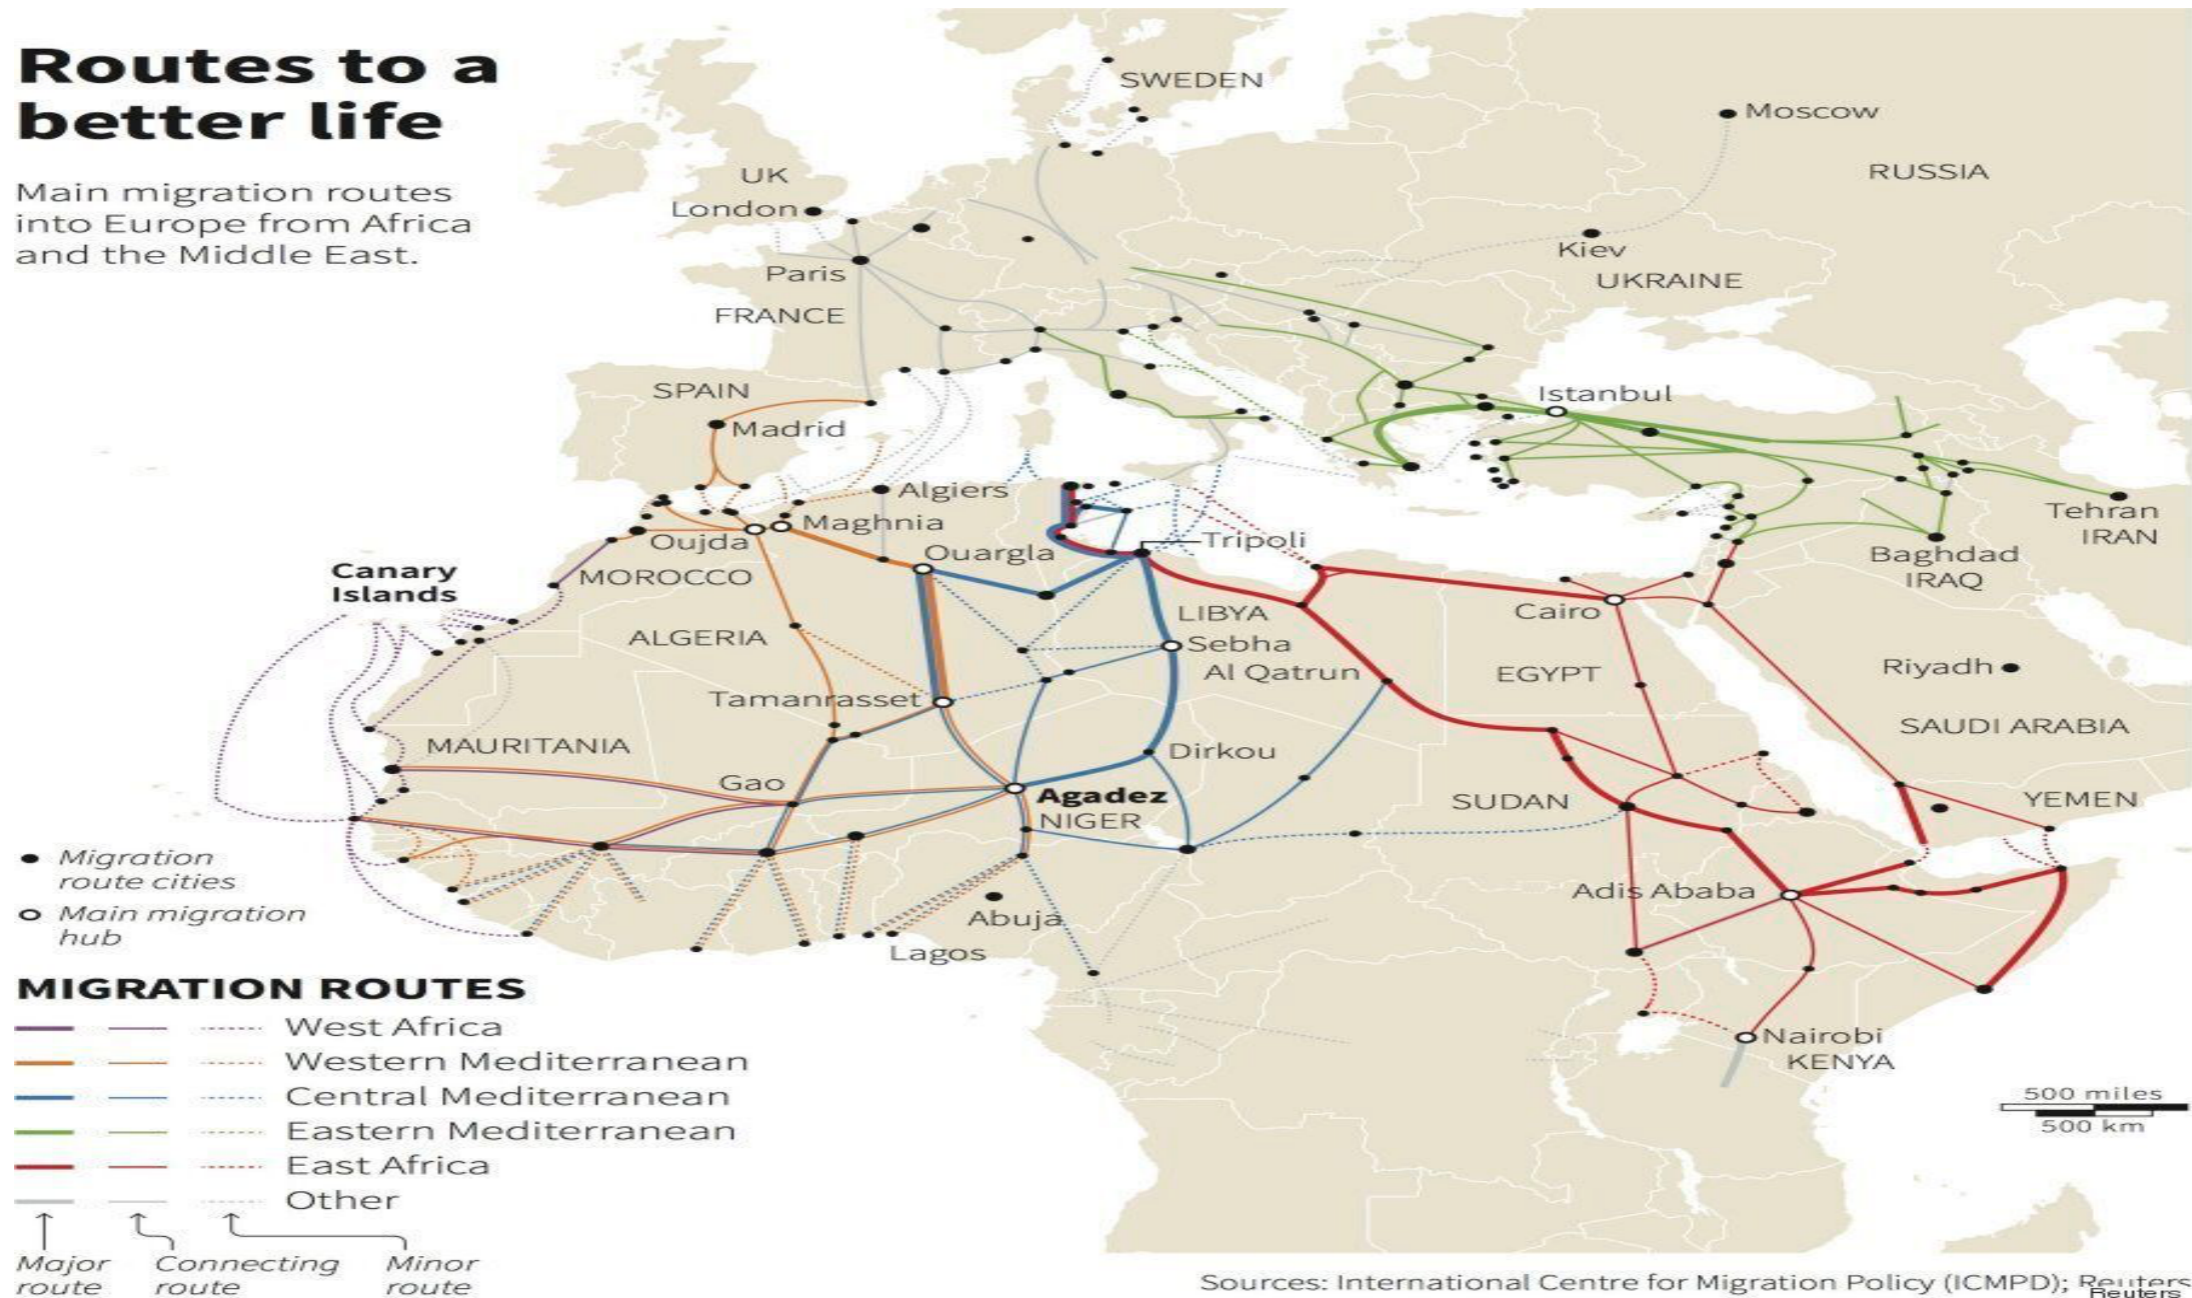 Routes to a
better life
Main migration routes
into Europe from Africa
and the Middle East.
SWEDEN
Moscow
RUSSIA
UK
London
Kiev
UKRAINE
Paris
FRANCE
SPAIN
Madrid
Istanbul
Algiers
Maghnia
Oujda
Ouargla
Tripoli
Tehran
IRAN
Baghdad
IRAQ
Canary
Islands
MOROCCO
LIBYA
Cairo
ALGERIA
Sebha
Al Qatrun
EGYPT
Riyadh
Tamanrasset
SAUDI ARABIA
MAURITANIA
Dirkou
Gao
Agadez
NIGER
SUDAN
YEMEN
Migration
route cities
Main migration
hub
Adis Ababa
Abuja
Lagos
MIGRATION ROUTES
West Africa
Western Mediterranean
Central Mediterranean
Eastern Mediterranean
East Africa
Other
Major
route
Connecting
route
Minor
route
Nairobi
KENYA
500 miles
500 km
Sources: International Centre for Migration Policy (ICMPD); Reuters
Reuters